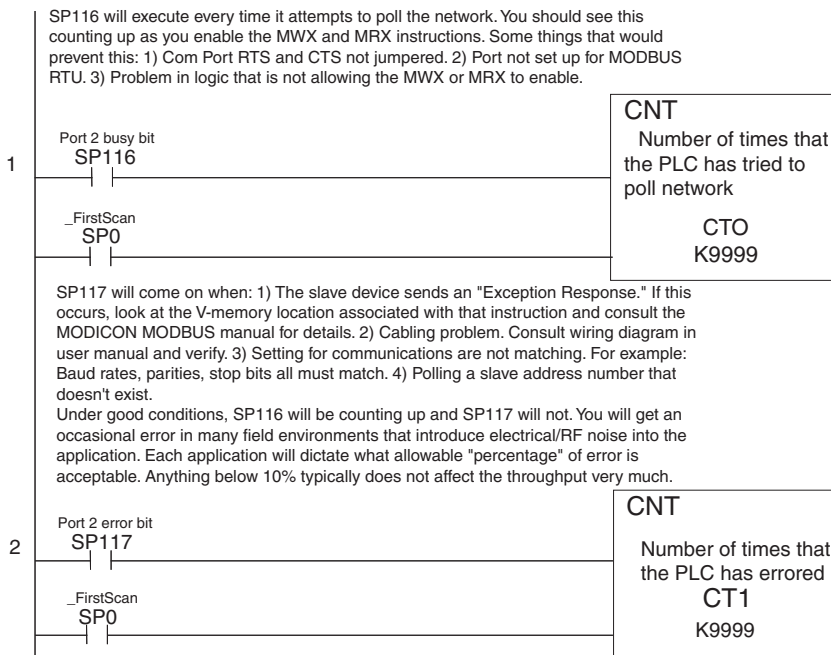 SP116 will execute every time it attempts to poll the network. You should see this
counting up as you enable the MWX and MRX instructions. Some things that would
prevent this: 1) Com Port RTS and CTS not jumpered. 2) Port not set up for MODBUS
RTU. 3) Problem in logic that is not allowing the MWX or MRX to enable.
1
Port 2 busy bit
SP116
_FirstScan
SP0
CNT
Number of times that
the PLC has tried to
poll network
CTO
K9999
SP117 will come on when: 1) The slave device sends an "Exception Response." If this
occurs, look at the V-memory location associated with that instruction and consult the
MODICON MODBUS manual for details. 2) Cabling problem. Consult wiring diagram in
user manual and verify. 3) Setting for communications are not matching. For example:
Baud rates, parities, stop bits all must match. 4) Polling a slave address number that
doesn't exist.
Under good conditions, SP116 will be counting up and SP117 will not. You will get an
occasional error in many field environments that introduce electrical/RF noise into the
application. Each application will dictate what allowable "percentage" of error is
acceptable. Anything below 10% typically does not affect the throughput very much.
2
Port 2 error bit
SP117
_FirstScan
SP0
CNT
Number of times that
the PLC has errored
CT1
K9999